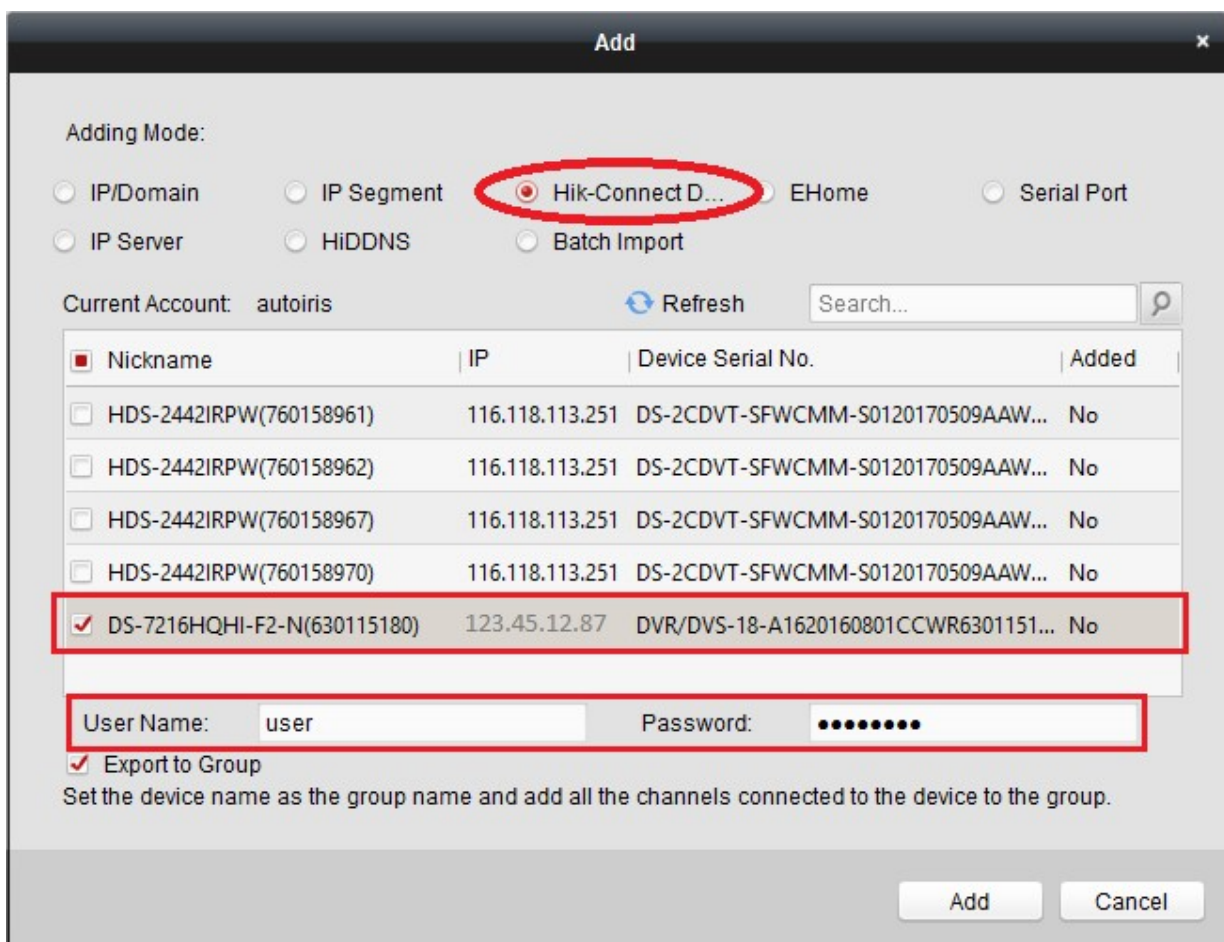 Add
Adding Mode:
IP/Domain IP Segment Hik-Connect D... EHome Serial Port
IP Server HiDDNS Batch Import
Current Account: autoiris Refresh Search...
Nickname IP Device Serial No. Added
HDS-2442IRPW(760158961) 116.118.113.251 DS-2CDVT-SFWCMM-S0120170509AAW... No
HDS-2442IRPW(760158962) 116.118.113.251 DS-2CDVT-SFWCMM-S0120170509AAW... No
HDS-2442IRPW(760158967) 116.118.113.251 DS-2CDVT-SFWCMM-S0120170509AAW... No
HDS-2442IRPW(760158970) 116.118.113.251 DS-2CDVT-SFWCMM-S0120170509AAW... No
DS-7216HQHI-F2-N(630115180) 123.45.12.87 DVR/DVS-18-A1620160801CCWR6301151... No
User Name: user Password: ●●●●●●●●
Export to Group
Set the device name as the group name and add all the channels connected to the device to the group.
Add Cancel